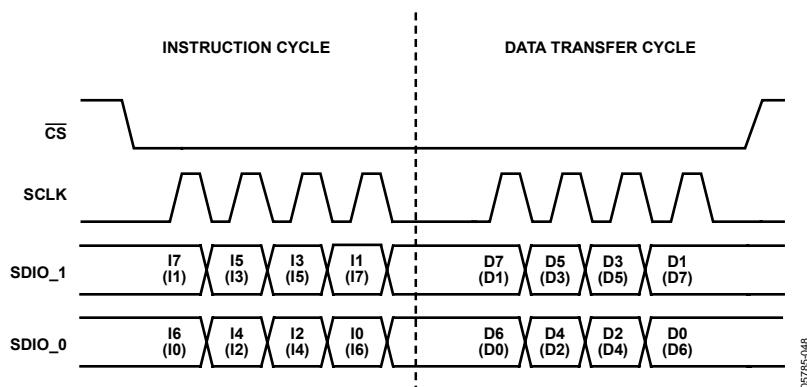 INSTRUCTION CYCLE DATA TRANSFER CYCLE
CS
SCLK
SDIO_1 I7 I5 I3 I1 D7 D5 D3 D1
(I1) (I3) (I5) (I7) (D1) (D3) (D5) (D7)
SDIO_0 I6 I4 I2 I0 D6 D4 D2 D0
(I0) (I2) (I4) (I6) (D0) (D2) (D4) (D6)
05785-048